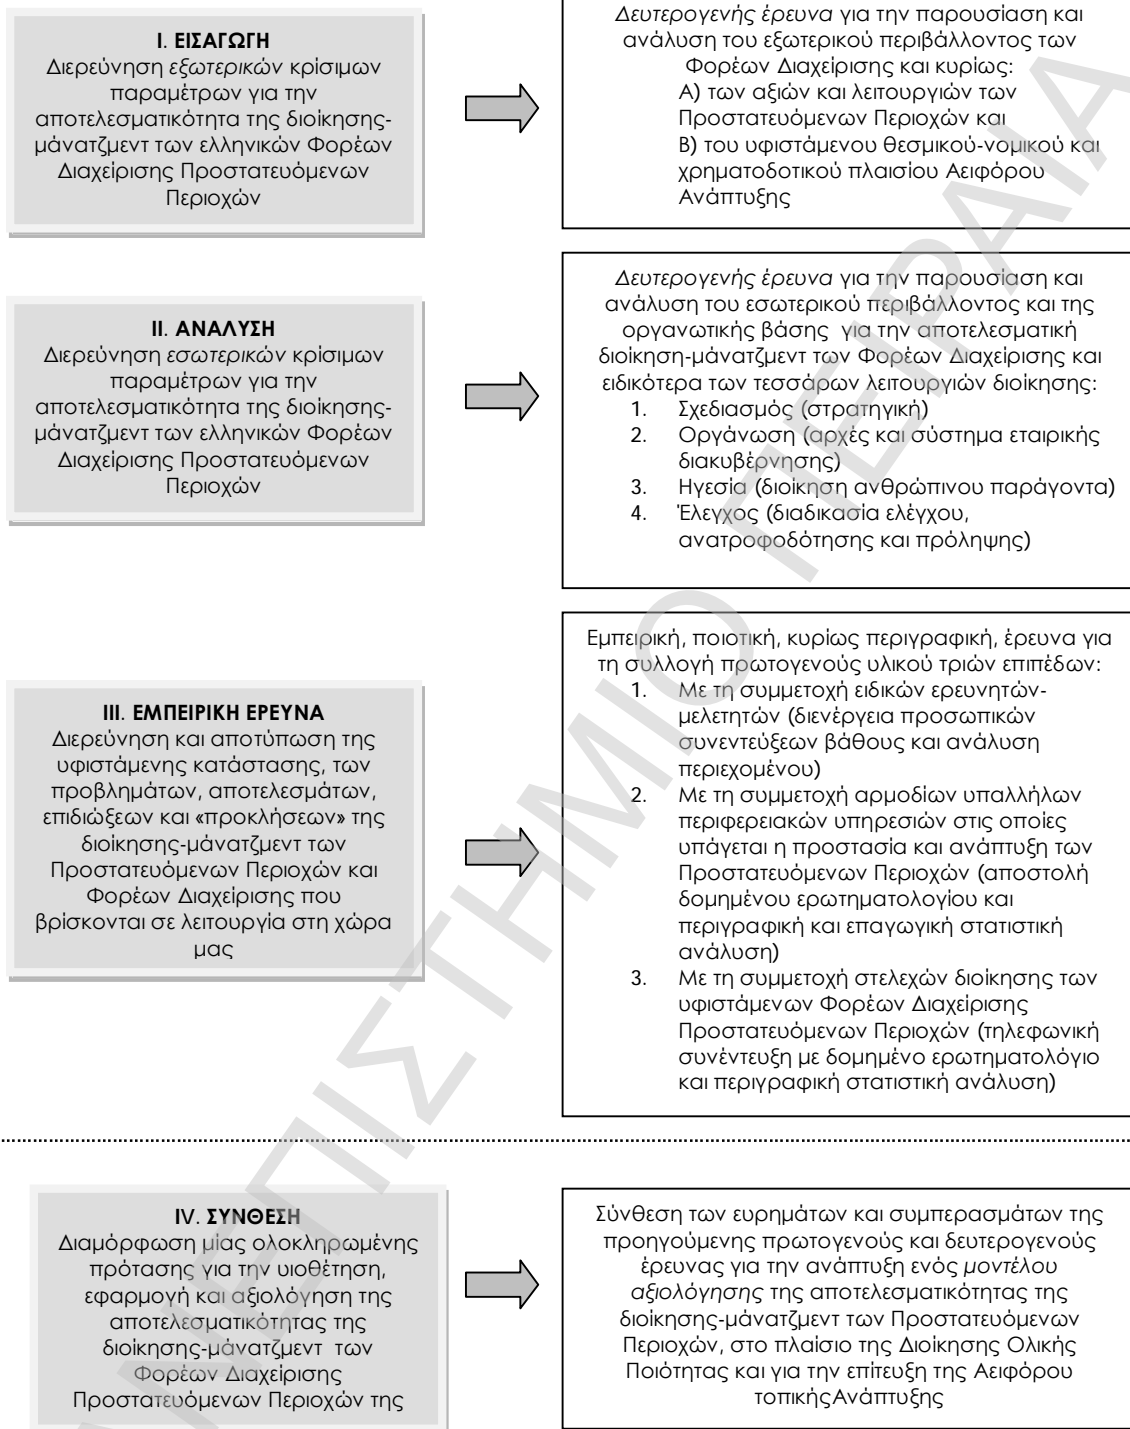 Ι. ΕΙΣΑΓΩΓΗ
Διερεύνηση εξωτερικών κρίσιμων
παραμέτρων για την
αποτελεσματικότητα της διοίκησης-
μάνατζμεντ των ελληνικών Φορέων
Διαχείρισης Προστατευόμενων
Περιοχών
Δευτερογενής έρευνα για την παρουσίαση και
ανάλυση του εξωτερικού περιβάλλοντος των
Φορέων Διαχείρισης και κυρίως:
Α) των αξιών και λειτουργιών των
Προστατευόμενων Περιοχών και
Β) του υφιστάμενου θεσμικού-νομικού και
χρηματοδοτικού πλαισίου Αειφόρου
Ανάπτυξης
ΙΙ. ΑΝΑΛΥΣΗ
Διερεύνηση εσωτερικών κρίσιμων
παραμέτρων για την
αποτελεσματικότητα της διοίκησης-
μάνατζμεντ των ελληνικών Φορέων
Διαχείρισης Προστατευόμενων
Περιοχών
Δευτερογενής έρευνα για την παρουσίαση και
ανάλυση του εσωτερικού περιβάλλοντος και της
οργανωτικής βάσης για την αποτελεσματική
διοίκηση-μάνατζμεντ των Φορέων Διαχείρισης και
ειδικότερα των τεσσάρων λειτουργιών διοίκησης:
1. Σχεδιασμός (στρατηγική)
2. Οργάνωση (αρχές και σύστημα εταιρικής
διακυβέρνησης)
3. Ηγεσία (διοίκηση ανθρώπινου παράγοντα)
4. Έλεγχος (διαδικασία ελέγχου,
ανατροφοδότησης και πρόληψης)
ΙΙΙ. ΕΜΠΕΙΡΙΚΗ ΕΡΕΥΝΑ
Διερεύνηση και αποτύπωση της
υφιστάμενης κατάστασης, των
προβλημάτων, αποτελεσμάτων,
επιδιώξεων και «προκλήσεων» της
διοίκησης-μάνατζμεντ των
Προστατευόμενων Περιοχών και
Φορέων Διαχείρισης που
βρίσκονται σε λειτουργία στη χώρα
μας
Εμπειρική, ποιοτική, κυρίως περιγραφική, έρευνα για
τη συλλογή πρωτογενούς υλικού τριών επιπέδων:
1. Με τη συμμετοχή ειδικών ερευνητών-
μελετητών (διενέργεια προσωπικών
συνεντεύξεων βάθους και ανάλυση
περιεχομένου)
2. Με τη συμμετοχή αρμοδίων υπαλλήλων
περιφερειακών υπηρεσιών στις οποίες
υπάγεται η προστασία και ανάπτυξη των
Προστατευόμενων Περιοχών (αποστολή
δομημένου ερωτηματολογίου και
περιγραφική και επαγωγική στατιστική
ανάλυση)
3. Με τη συμμετοχή στελεχών διοίκησης των
υφιστάμενων Φορέων Διαχείρισης
Προστατευόμενων Περιοχών (τηλεφωνική
συνέντευξη με δομημένο ερωτηματολόγιο
και περιγραφική στατιστική ανάλυση)
IV. ΣΥΝΘΕΣΗ
Διαμόρφωση μίας ολοκληρωμένης
πρότασης για την υιοθέτηση,
εφαρμογή και αξιολόγηση της
αποτελεσματικότητας της
διοίκησης-μάνατζμεντ των
Φορέων Διαχείρισης
Προστατευόμενων Περιοχών της
Σύνθεση των ευρημάτων και συμπερασμάτων της
προηγούμενης πρωτογενούς και δευτερογενούς
έρευνας για την ανάπτυξη ενός μοντέλου
αξιολόγησης της αποτελεσματικότητας της
διοίκησης-μάνατζμεντ των Προστατευόμενων
Περιοχών, στο πλαίσιο της Διοίκησης Ολικής
Ποιότητας και για την επίτευξη της Αειφόρου
τοπικήςΑνάπτυξης
ΑΝΕΠΙΣΤΗΜΙΟ ΠΕΙΡΑΙΑ